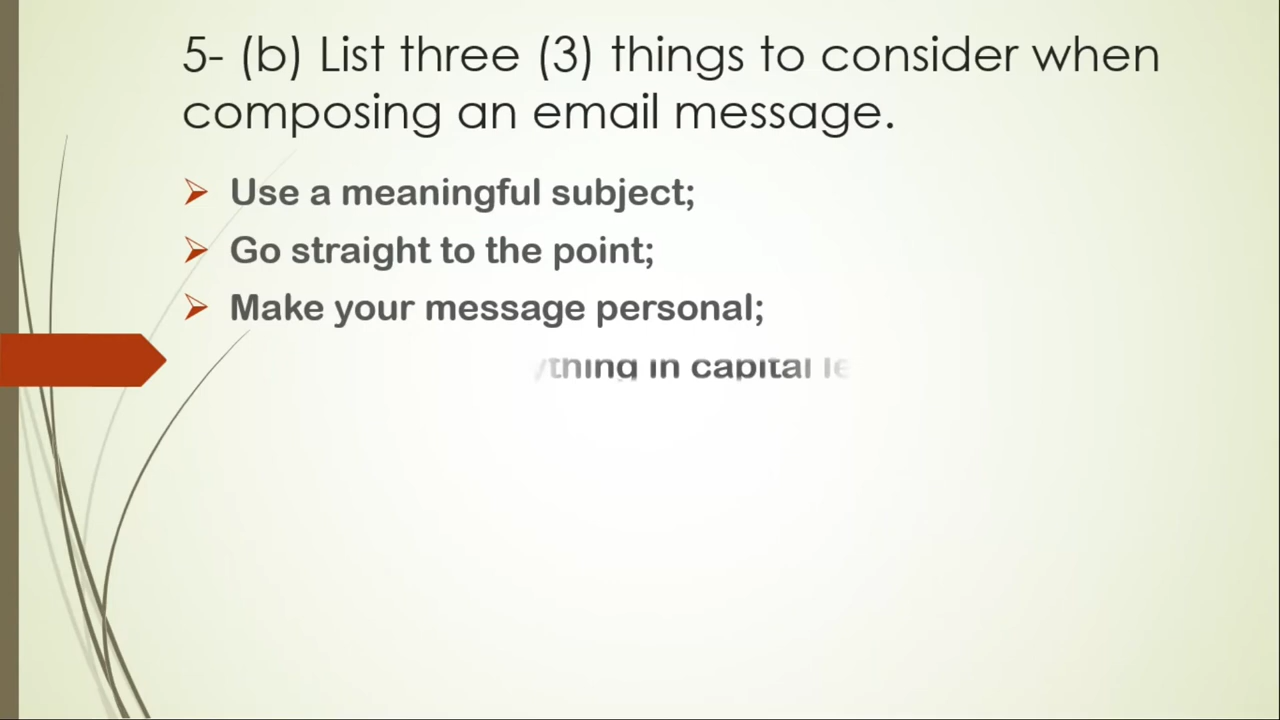 5- (b) List three (3) things to consider when
composing an email message.
Use a meaningful subject;
Go straight to the point;
Make your message personal;
in capital